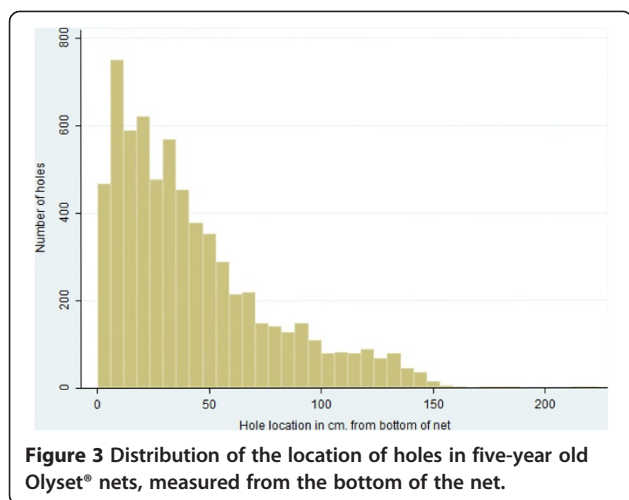 800
600
400
200
0
Number of holes
0 50 100 150 200
Hole location in cm. from bottom of net
Figure 3 Distribution of the location of holes in five-year old
Olyset® nets, measured from the bottom of the net.